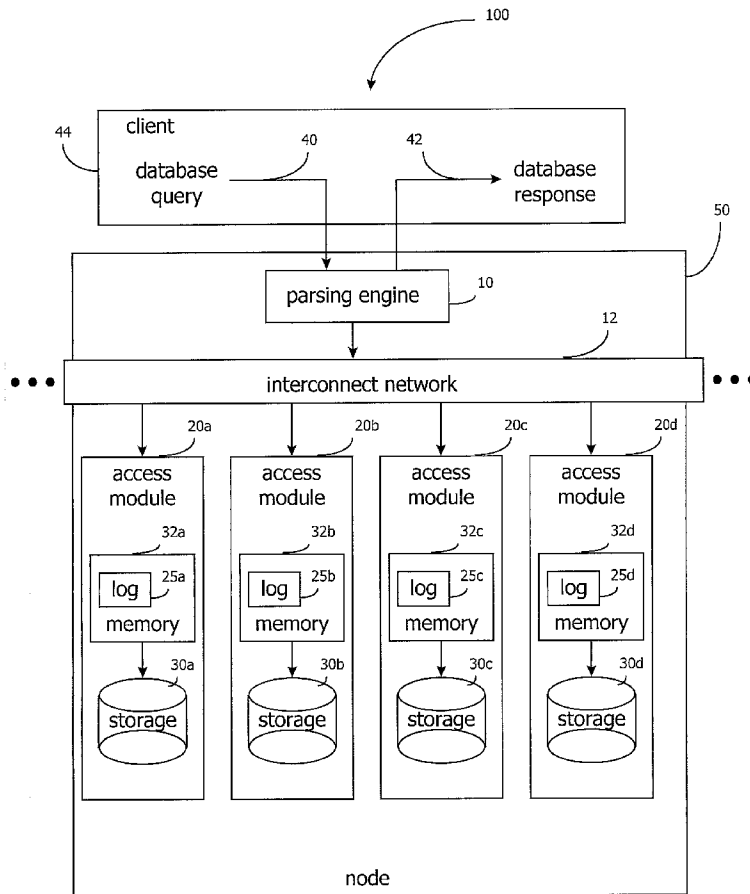 100
client
44
40
42
database
query
database
response
50
parsing engine
10
12
••• interconnect network •••
20a
20b
20c
20d
access
module
access
module
access
module
access
module
32a
32b
32c
32d
log
25a
log
25b
log
25c
log
25d
memory
memory
memory
memory
30a
30b
30c
30d
storage
storage
storage
storage
node